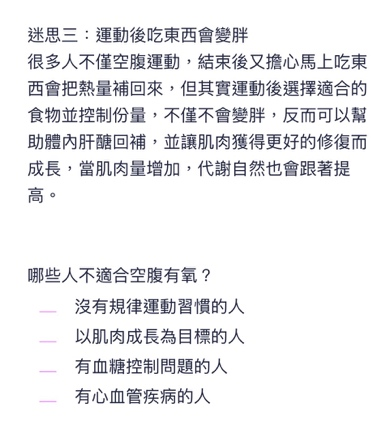 迷思三：運動後吃東西會變胖
很多人不僅空腹運動，結束後又擔心馬上吃東
西會把熱量補回來，但其實運動後選擇適合的
食物並控制份量，不僅不會變胖，反而可以幫
助體內肝醣回補，並讓肌肉獲得更好的修復而
成長，當肌肉量增加，代謝自然也會跟著提
高。
哪些人不適合空腹有氧？
沒有規律運動習慣的人
以肌肉成長為目標的人
有血糖控制問題的人
有心血管疾病的人